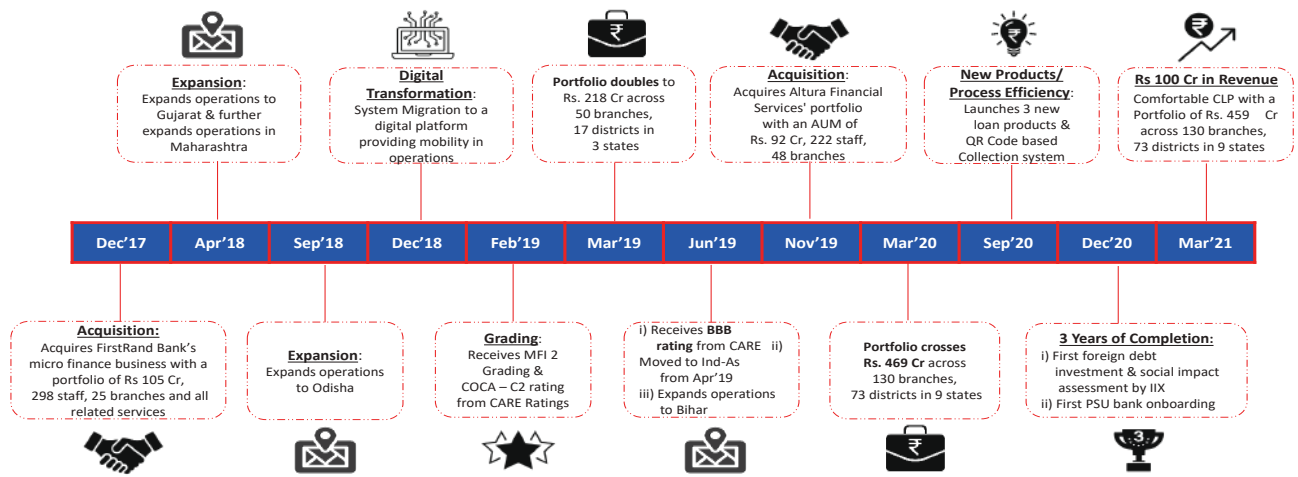 Expansion:
Expands operations to
Gujarat & further
expands operations in
Maharashtra
Digital
Transformation:
System Migration to a
digital platform
providing mobility in
operations
₹
Portfolio doubles to
Rs. 218 Cr across
50 branches,
17 districts in
3 states
Acquisition:
Acquires Altura Financial
Services' portfolio
with an AUM of
Rs. 92 Cr, 222 staff,
48 branches
₹
New Products/
Process Efficiency:
Launches 3 new
loan products &
QR Code based
Collection system
₹
Rs 100 Cr in Revenue
Comfortable CLP with a
Portfolio of Rs. 459 Cr
across 130 branches,
73 districts in 9 states
Dec'17 Apr'18 Sep'18 Dec'18 Feb'19 Mar'19 Jun'19 Nov'19 Mar'20 Sep'20 Dec'20 Mar'21
Acquisition:
Acquires FirstRand Bank's
micro finance business with a
portfolio of Rs 105 Cr,
298 staff, 25 branches and all
related services
Expansion:
Expands operations
to Odisha
Grading:
Receives MFI 2
Grading &
COCA – C2 rating
from CARE Ratings
i) Receives BBB
rating from CARE ii)
Moved to Ind-As
from Apr'19
iii) Expands operations
to Bihar
Portfolio crosses
Rs. 469 Cr across
130 branches,
73 districts in 9 states
₹
3 Years of Completion:
i) First foreign debt
investment & social impact
assessment by IIX
ii) First PSU bank onboarding
3